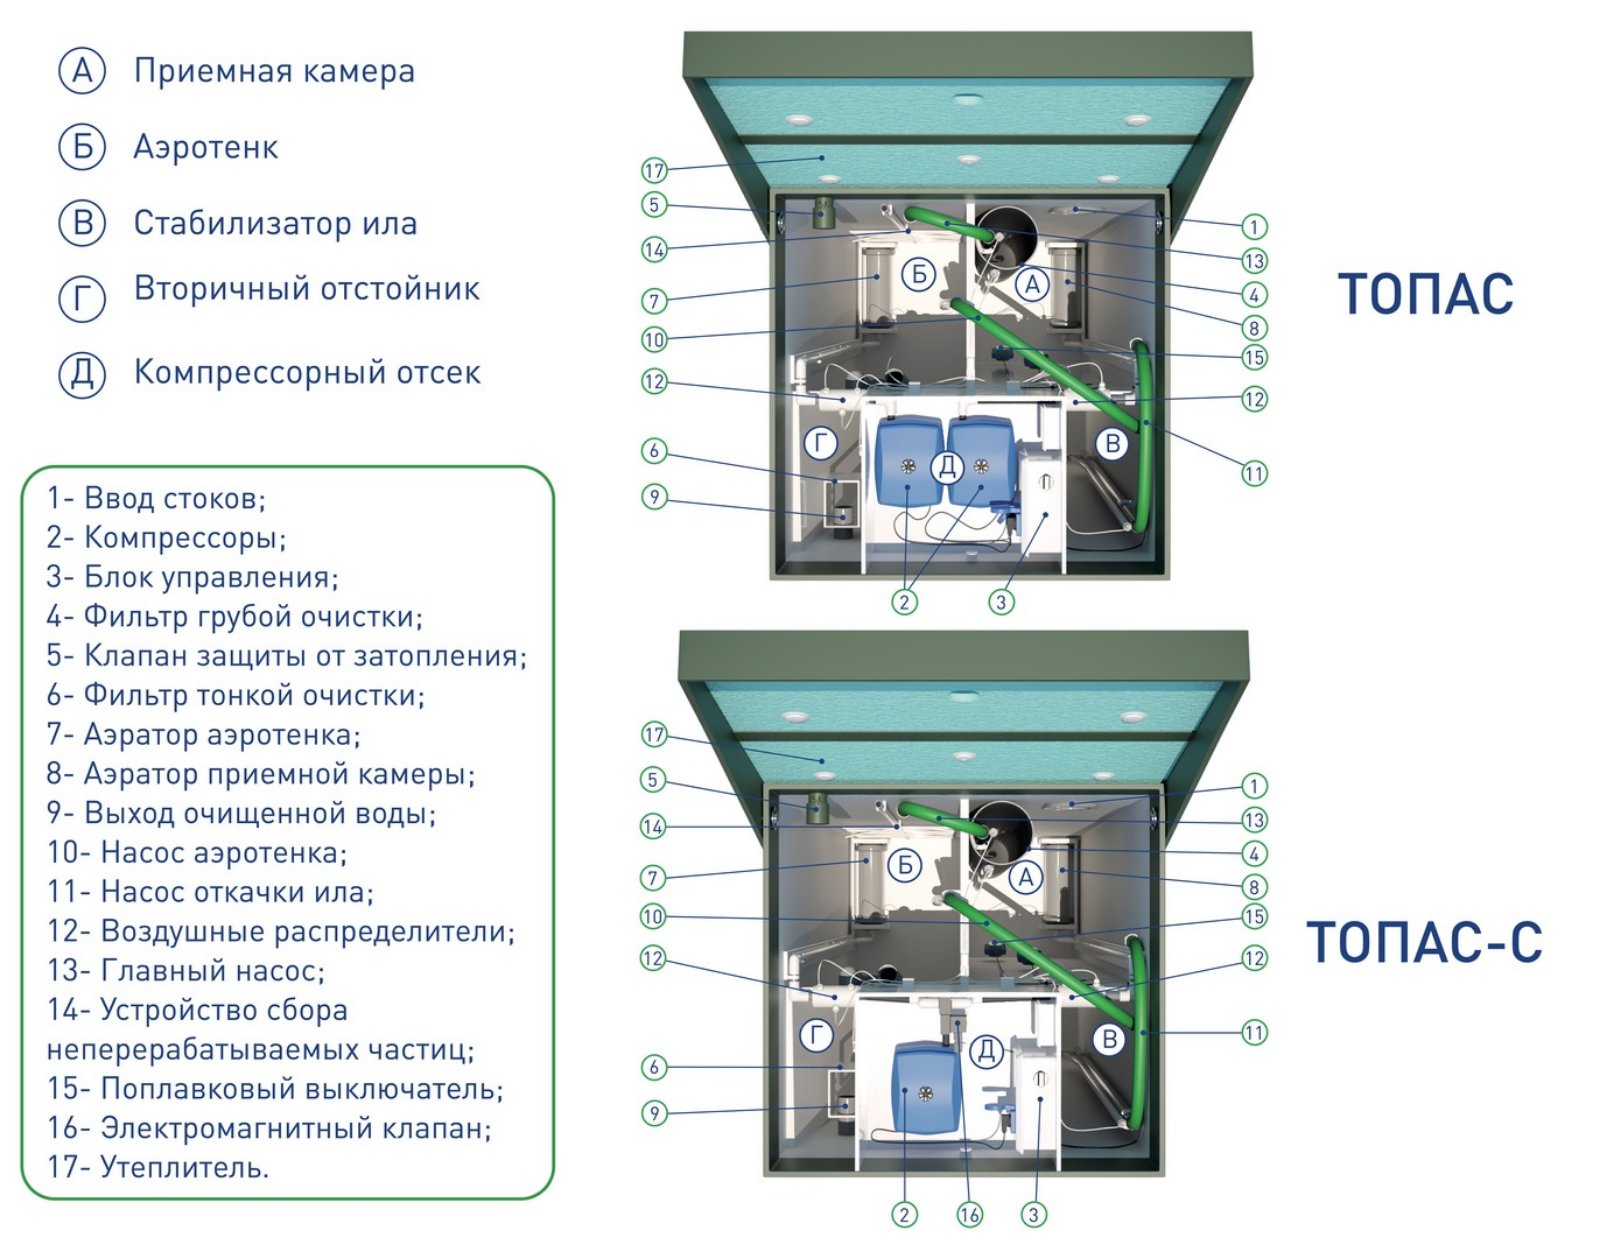 А Приемная камера
Б Аэротенк
В Стабилизатор ила
Г Вторичный отстойник
Д Компрессорный отсек
1- Ввод стоков;
2- Компрессоры;
3- Блок управления;
4- Фильтр грубой очистки;
5- Клапан защиты от затопления;
6- Фильтр тонкой очистки;
7- Аэратор аэротенка;
8- Аэратор приемной камеры;
9- Выход очищенной воды;
10- Насос аэротенка;
11- Насос откачки ила;
12- Воздушные распределители;
13- Главный насос;
14- Устройство сбора
неперерабатываемых частиц;
15- Поплавковый выключатель;
16- Электромагнитный клапан;
17- Утеплитель.
17
5
14
7
10
12
6
9
Б
А
Г
Д
В
2
3
1
13
4
8
15
12
11
ТОПАС
17
5
14
7
10
12
6
9
Б
А
Г
Д
В
2
16
3
1
13
4
8
15
12
11
ТОПАС-С